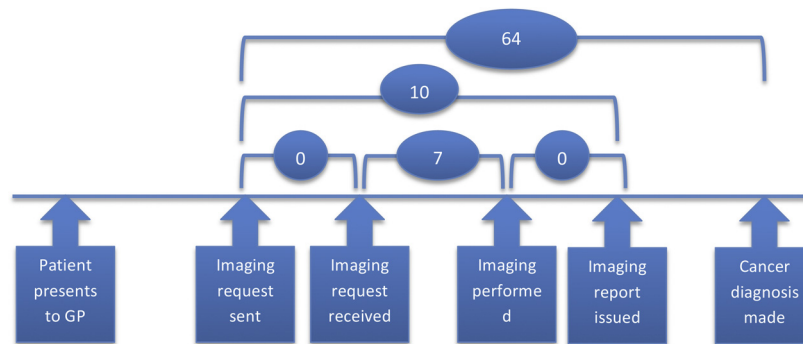 64
10
0
7
0
Patient
presents
to GP
Imaging
request
sent
Imaging
request
received
Imaging
performe
d
Imaging
report
issued
Cancer
diagnosis
made